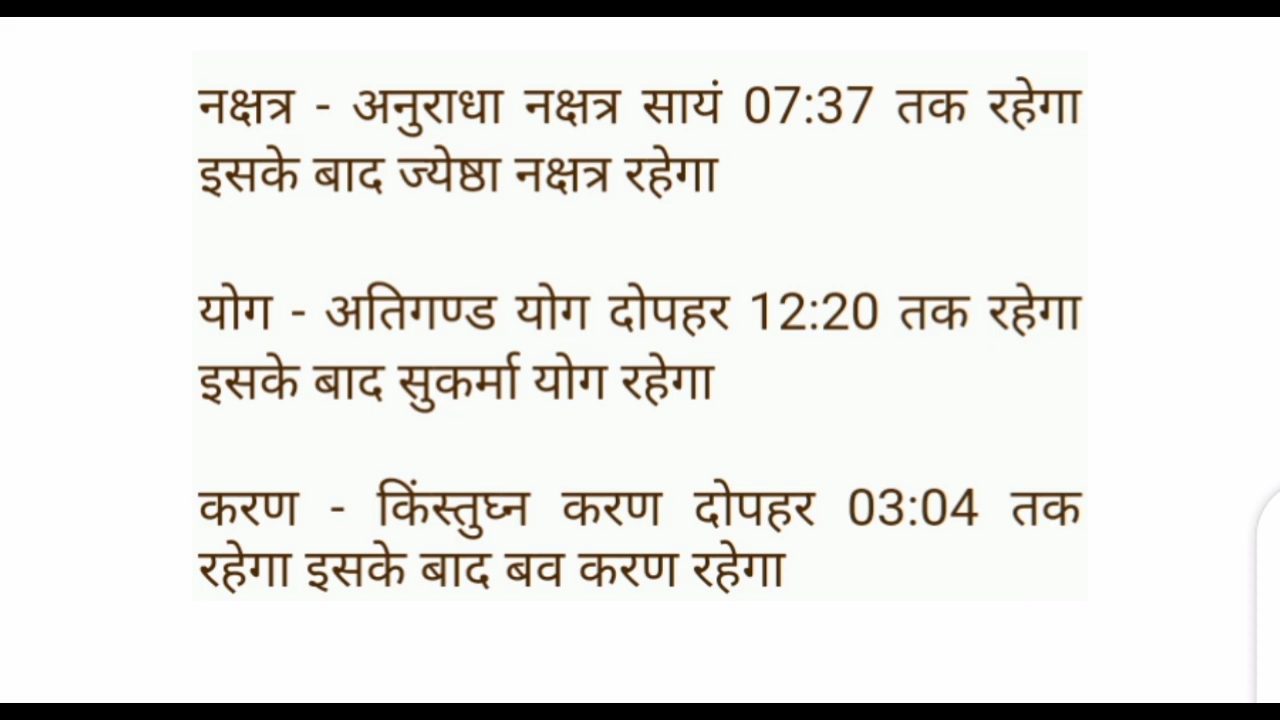 नक्षत्र - अनुराधा नक्षत्र सायं 07:37 तक रहेगा
इसके बाद ज्येष्ठा नक्षत्र रहेगा
योग - अतिगण्ड योग दोपहर 12:20 तक रहेगा
इसके बाद सुकर्मा योग रहेगा
करण - किंस्तुघ्न करण दोपहर 03:04 तक
रहेगा इसके बाद बव करण रहेगा